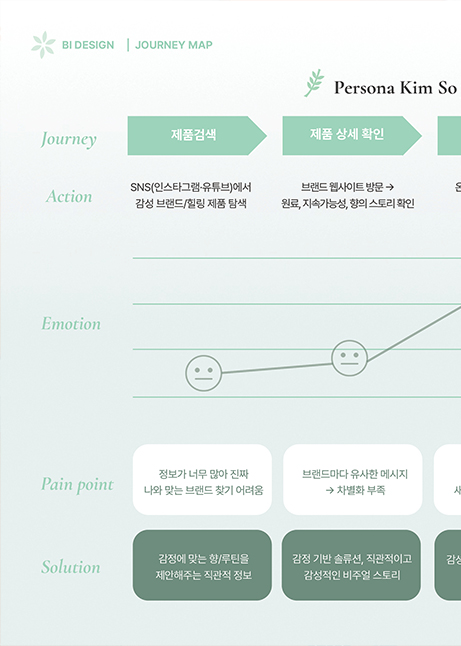 BI DESIGN | JOURNEY MAP
Persona Kim So
Journey
제품검색
제품 상세 확인
Action
SNS(인스타그램·유튜브)에서
감성 브랜드/힐링 제품 탐색
브랜드 웹사이트 방문 →
원료, 지속가능성, 향의 스토리 확인
온
Emotion
Pain point
정보가 너무 많아 진짜
나와 맞는 브랜드 찾기 어려움
브랜드마다 유사한 메시지
→ 차별화 부족
새
Solution
감정에 맞는 향/루틴을
제안해주는 직관적 정보
감정 기반 솔루션, 직관적이고
감성적인 비주얼 스토리
감성